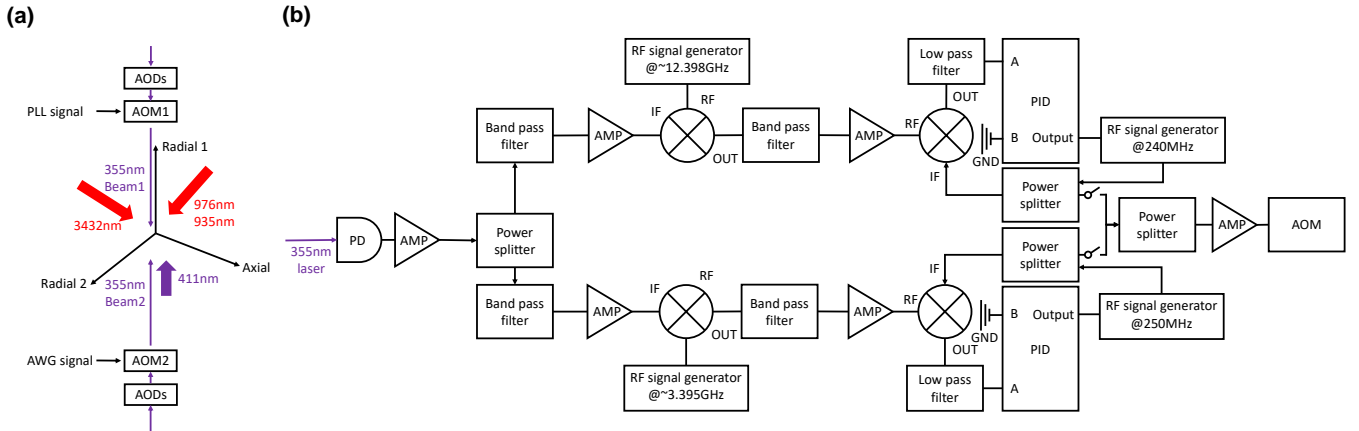 (a)
AODs
PLL signal
AOM1
Radial 1
355nm
Beam1
3432nm
976nm
935nm
Axial
Radial 2
355nm
Beam2
411nm
AWG signal
AOM2
AODs
(b)
RF signal generator
@~12.398GHz
Low pass
filter
A
PID
B
Output
GND
OUT
RF
IF
Band pass
filter
AMP
IF
RF
OUT
Band pass
filter
AMP
RF signal generator
@240MHz
Power
splitter
355nm
laser
PD
AMP
Power
splitter
Power
splitter
AMP
AOM
Power
splitter
Band pass
filter
AMP
IF
RF
OUT
Band pass
filter
AMP
RF
IF
OUT
GND
B
Output
PID
A
RF signal generator
@250MHz
RF signal generator
@~3.395GHz
Low pass
filter